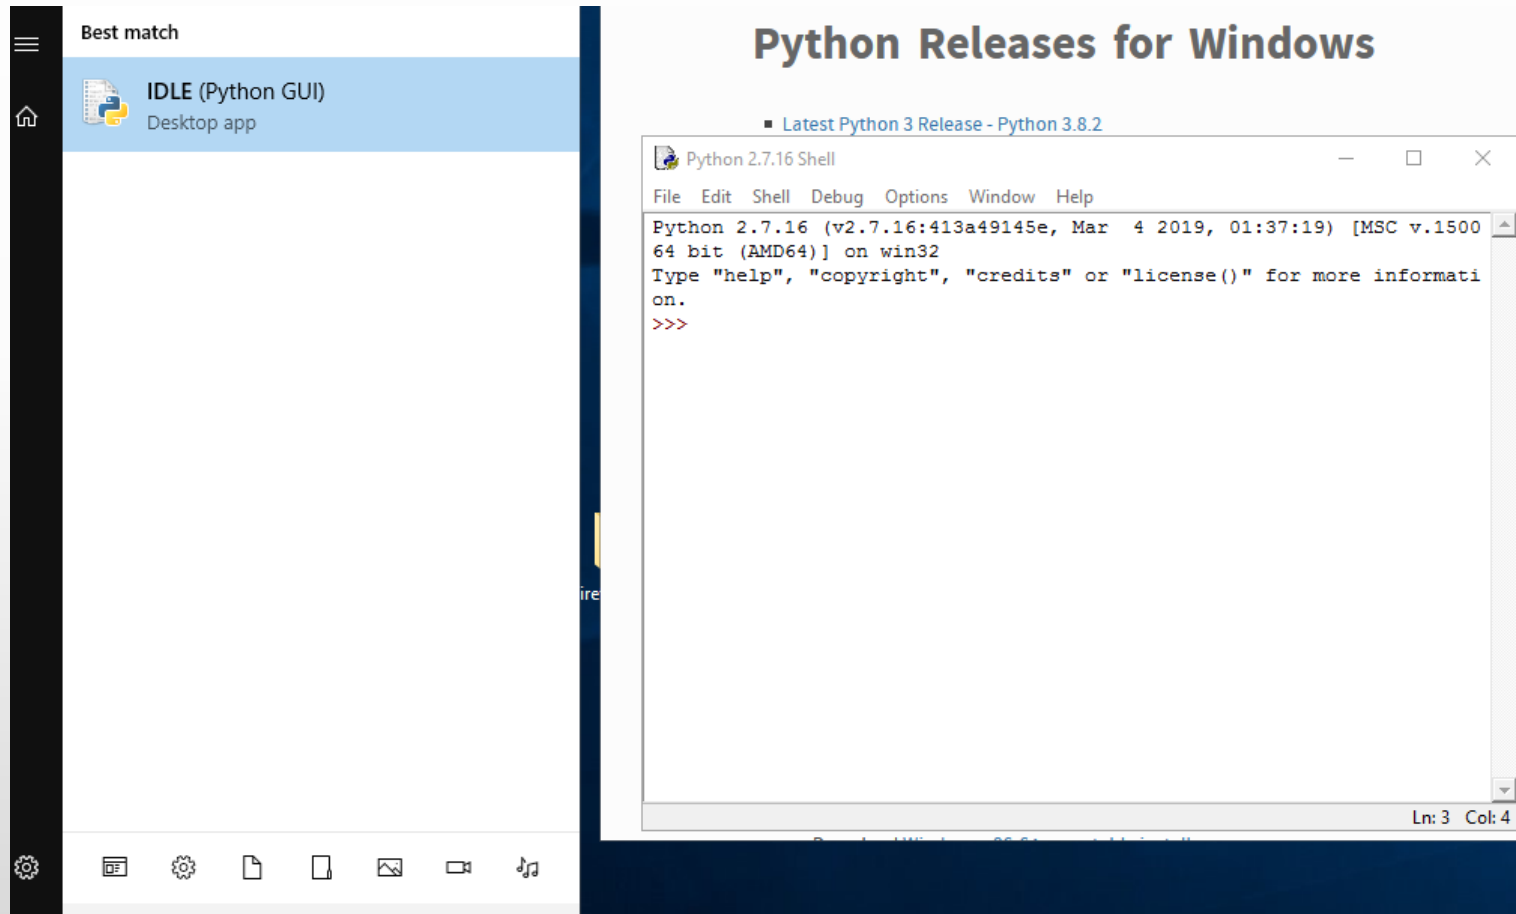 Best match
IDLE (Python GUI)
Desktop app
Python Releases for Windows
Latest Python 3 Release - Python 3.8.2
Python 2.7.16 Shell
File Edit Shell Debug Options Window Help
Python 2.7.16 (v2.7.16:413a49145e, Mar  4 2019, 01:37:19) [MSC v.1500
64 bit (AMD64)] on win32
Type "help", "copyright", "credits" or "license()" for more informati
on.
>>>
ire
Ln: 3 Col: 4